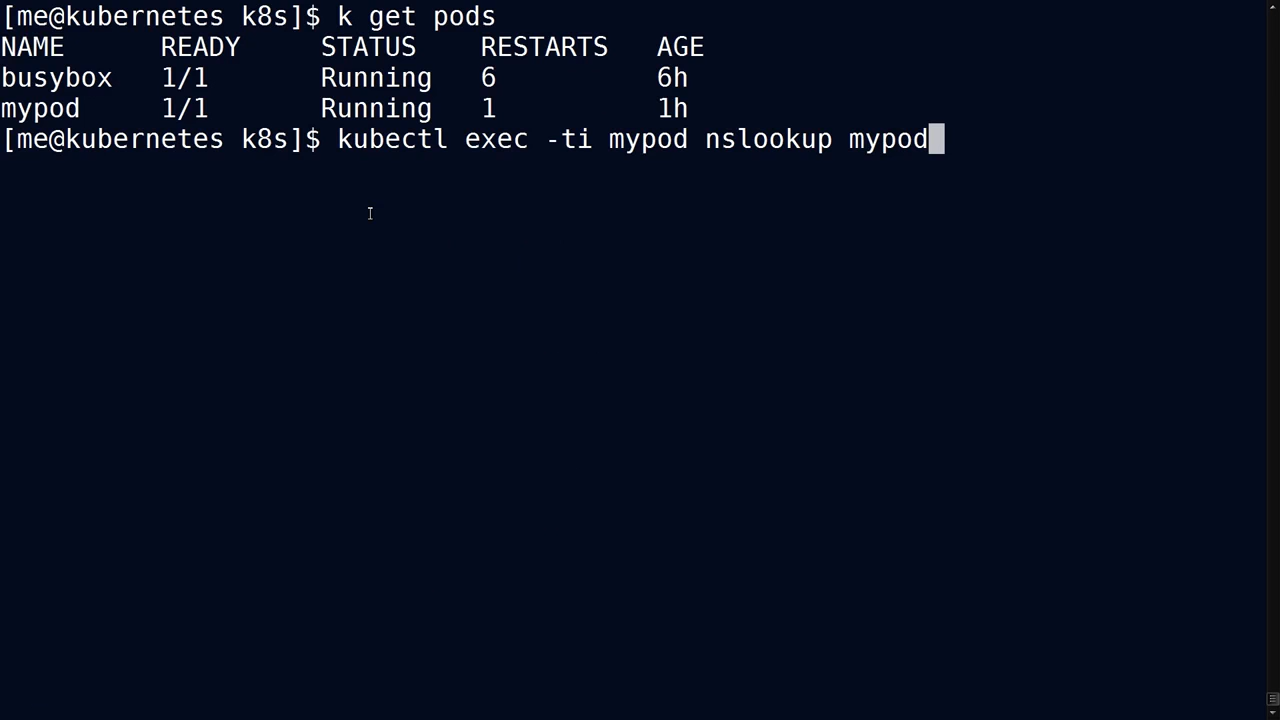 [me@kubernetes k8s]$ k get pods
NAME      READY     STATUS    RESTARTS   AGE
busybox   1/1       Running   6          6h
mypod     1/1       Running   1          1h
[me@kubernetes k8s]$ kubectl exec -ti mypod nslookup mypod